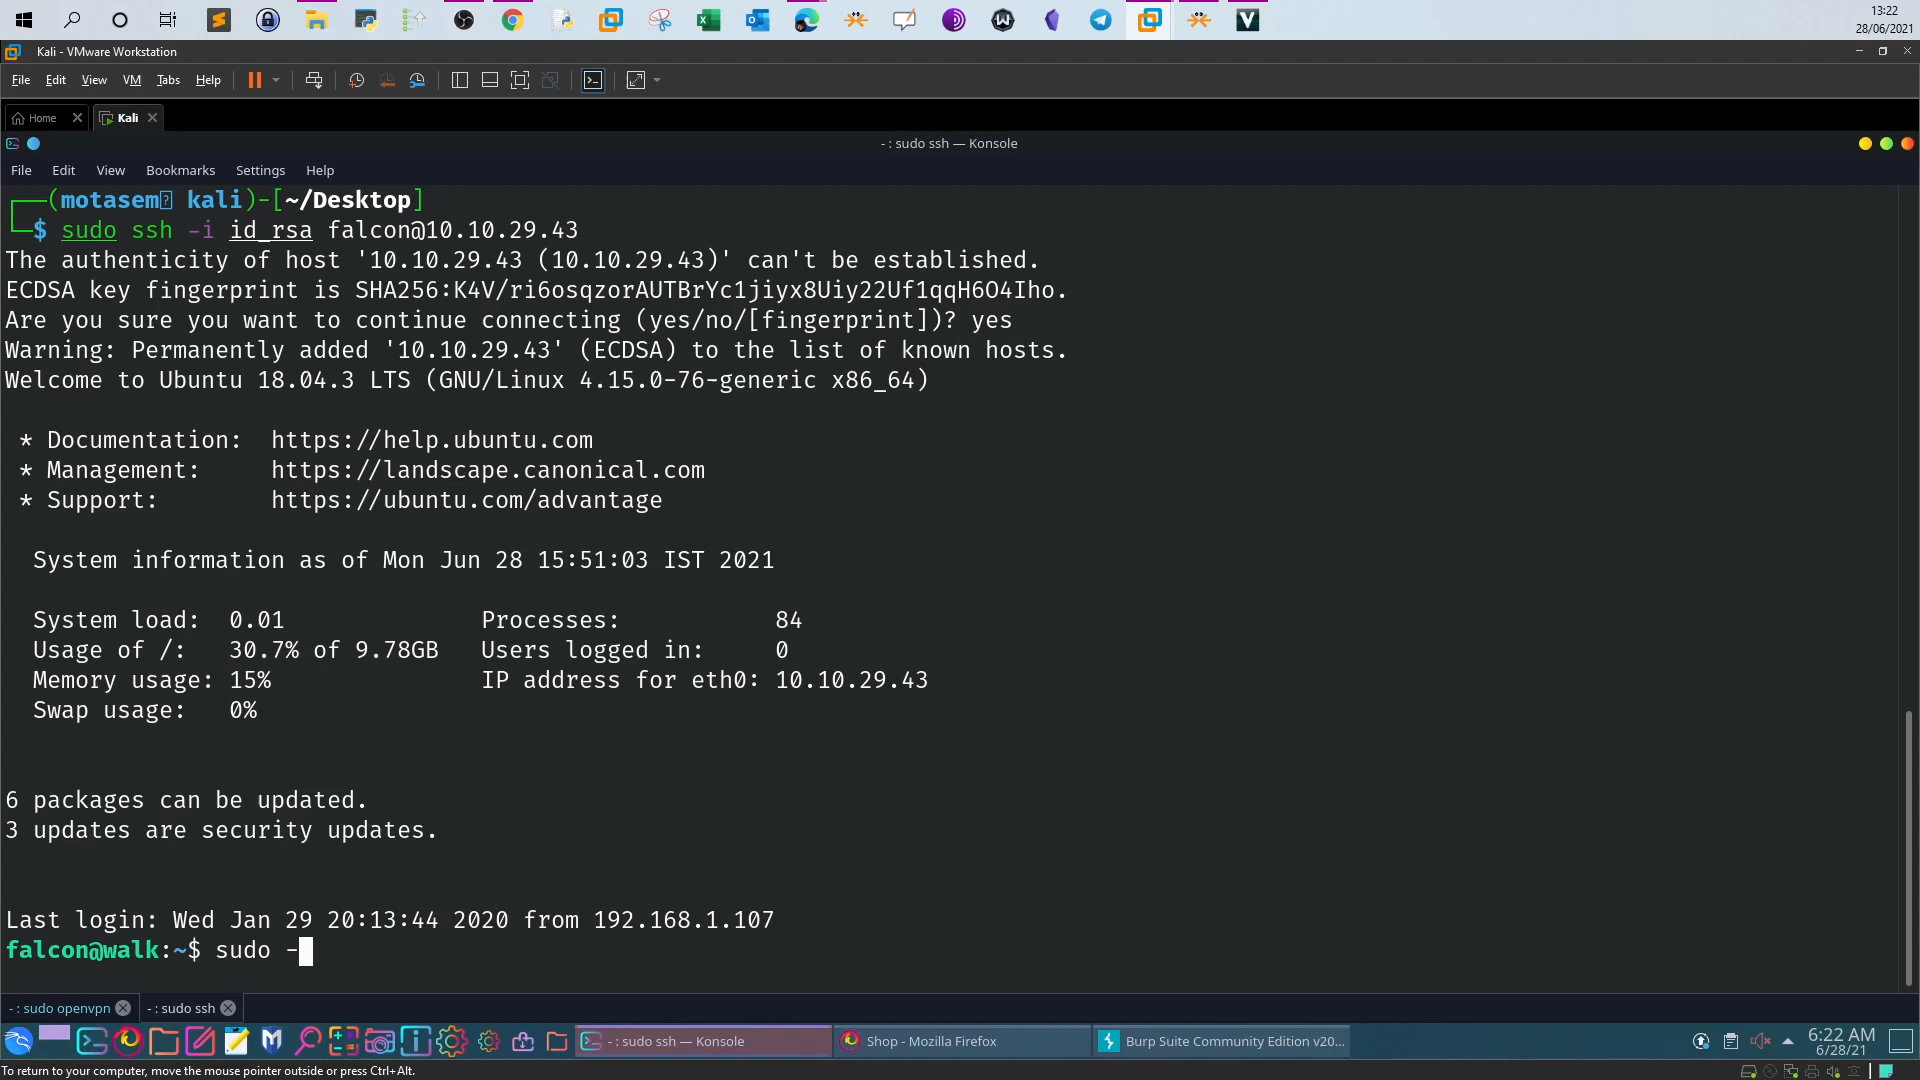 13:22
28/06/2021
Kali - VMware Workstation
File Edit View VM Tabs Help
Home Kali
- : sudo ssh — Konsole
File Edit View Bookmarks Settings Help
(motasem kali)-[~/Desktop]
$ sudo ssh -i id_rsa falcon@10.10.29.43
The authenticity of host '10.10.29.43 (10.10.29.43)' can't be established.
ECDSA key fingerprint is SHA256:K4V/ri6osqzorAUTBrYc1jiyx8Uiy22Uf1qqH6O4Iho.
Are you sure you want to continue connecting (yes/no/[fingerprint])? yes
Warning: Permanently added '10.10.29.43' (ECDSA) to the list of known hosts.
Welcome to Ubuntu 18.04.3 LTS (GNU/Linux 4.15.0-76-generic x86_64)
* Documentation: https://help.ubuntu.com
* Management: https://landscape.canonical.com
* Support: https://ubuntu.com/advantage
System information as of Mon Jun 28 15:51:03 IST 2021
System load: 0.01 Processes: 84
Usage of /: 30.7% of 9.78GB Users logged in: 0
Memory usage: 15% IP address for eth0: 10.10.29.43
Swap usage: 0%
6 packages can be updated.
3 updates are security updates.
Last login: Wed Jan 29 20:13:44 2020 from 192.168.1.107
falcon@walk:~$ sudo -
- : sudo openvpn - : sudo ssh
- : sudo ssh — Konsole Shop - Mozilla Firefox Burp Suite Community Edition v20... 6:22 AM
6/28/21
To return to your computer, move the mouse pointer outside or press Ctrl+Alt.